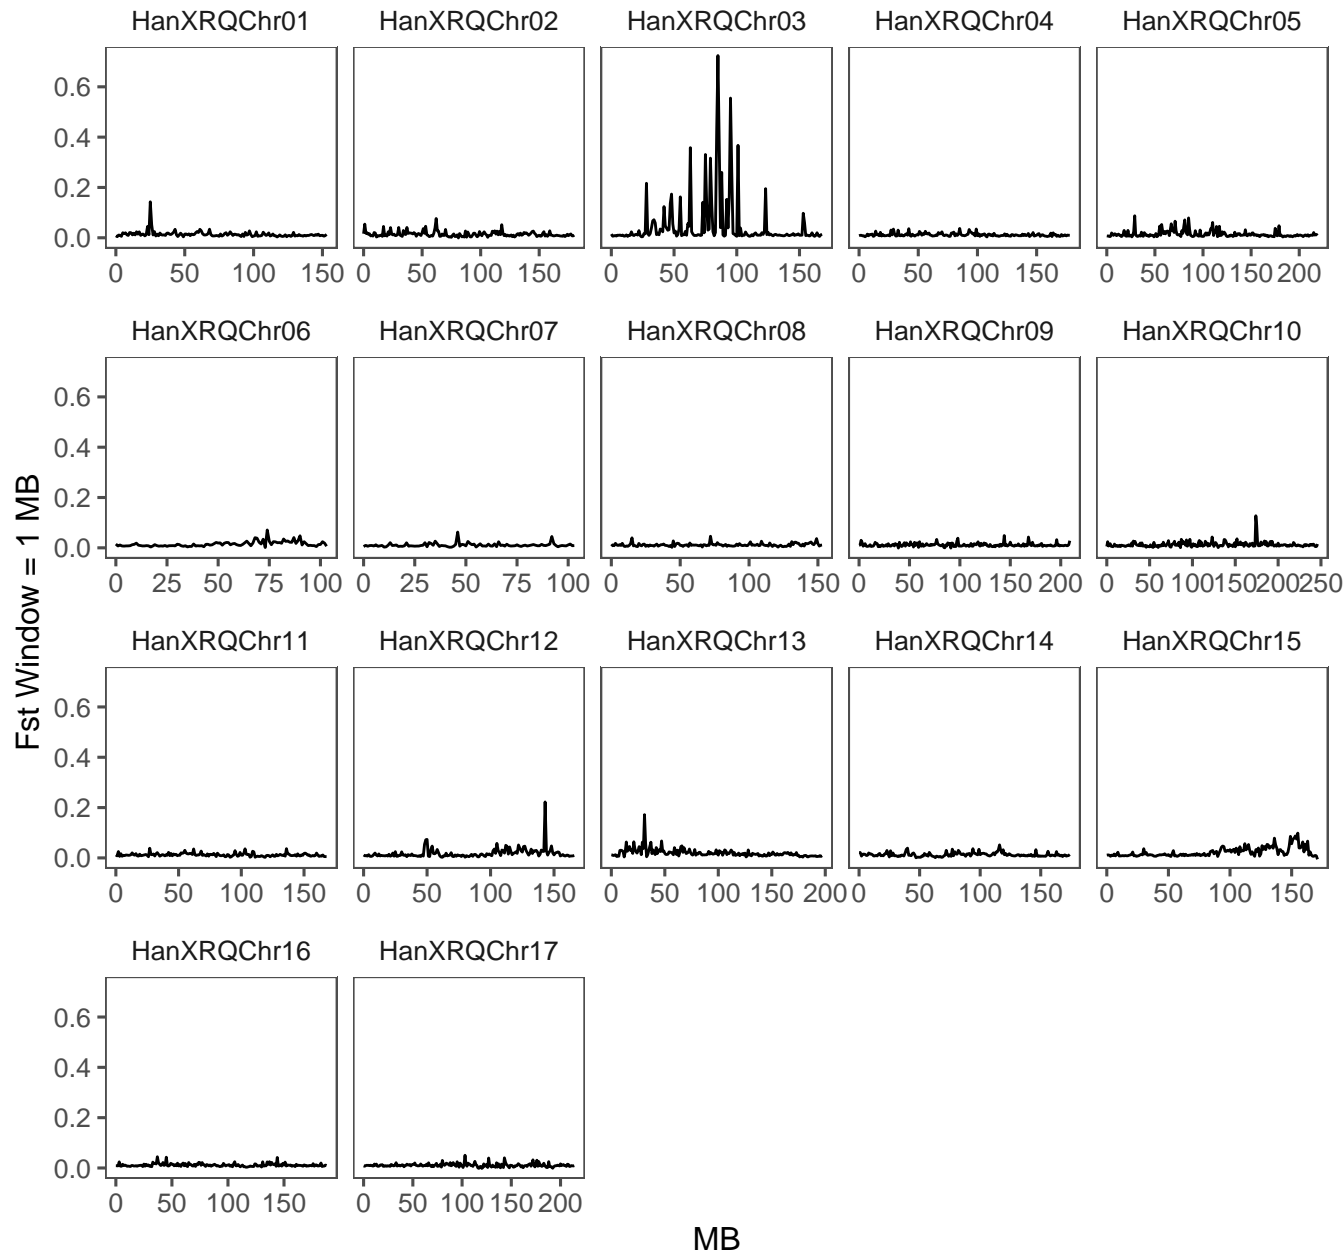 HanXRQChr01 HanXRQChr02 HanXRQChr03 HanXRQChr04 HanXRQChr05
0.6
0.4
0.2
0.0
0 50 100 150 0 50 100 150 0 50 100 150 0 50 100 150 0 50 100 150 200
HanXRQChr06 HanXRQChr07 HanXRQChr08 HanXRQChr09 HanXRQChr10
0.6
0.4
0.2
0.0
0 25 50 75 100 0 25 50 75 100 0 50 100 150 0 50 100 150 200 0 50 100 150 200 250
Fst Window = 1 MB
HanXRQChr11 HanXRQChr12 HanXRQChr13 HanXRQChr14 HanXRQChr15
0.6
0.4
0.2
0.0
0 50 100 150 0 50 100 150 0 50 100 150 200 0 50 100 150 0 50 100 150
HanXRQChr16 HanXRQChr17
0.6
0.4
0.2
0.0
0 50 100 150 0 50 100 150 200
MB